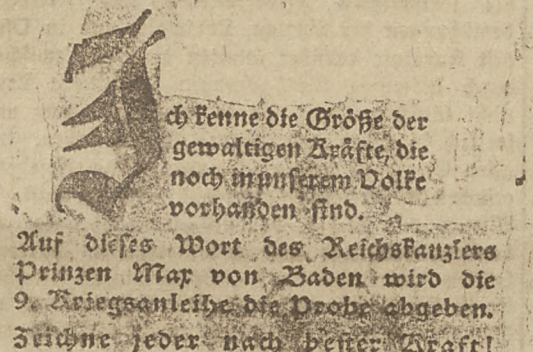 Ich kenne die Größe der
gewaltigen Kräfte, die
noch in unserem Volke
vorhanden sind.
Auf dieses Wort des Reichskanzlers
Prinzen Max von Baden wird die
9. Kriegsanleihe die Probe abgeben.
Zeichne jeder nach bester Kraft!